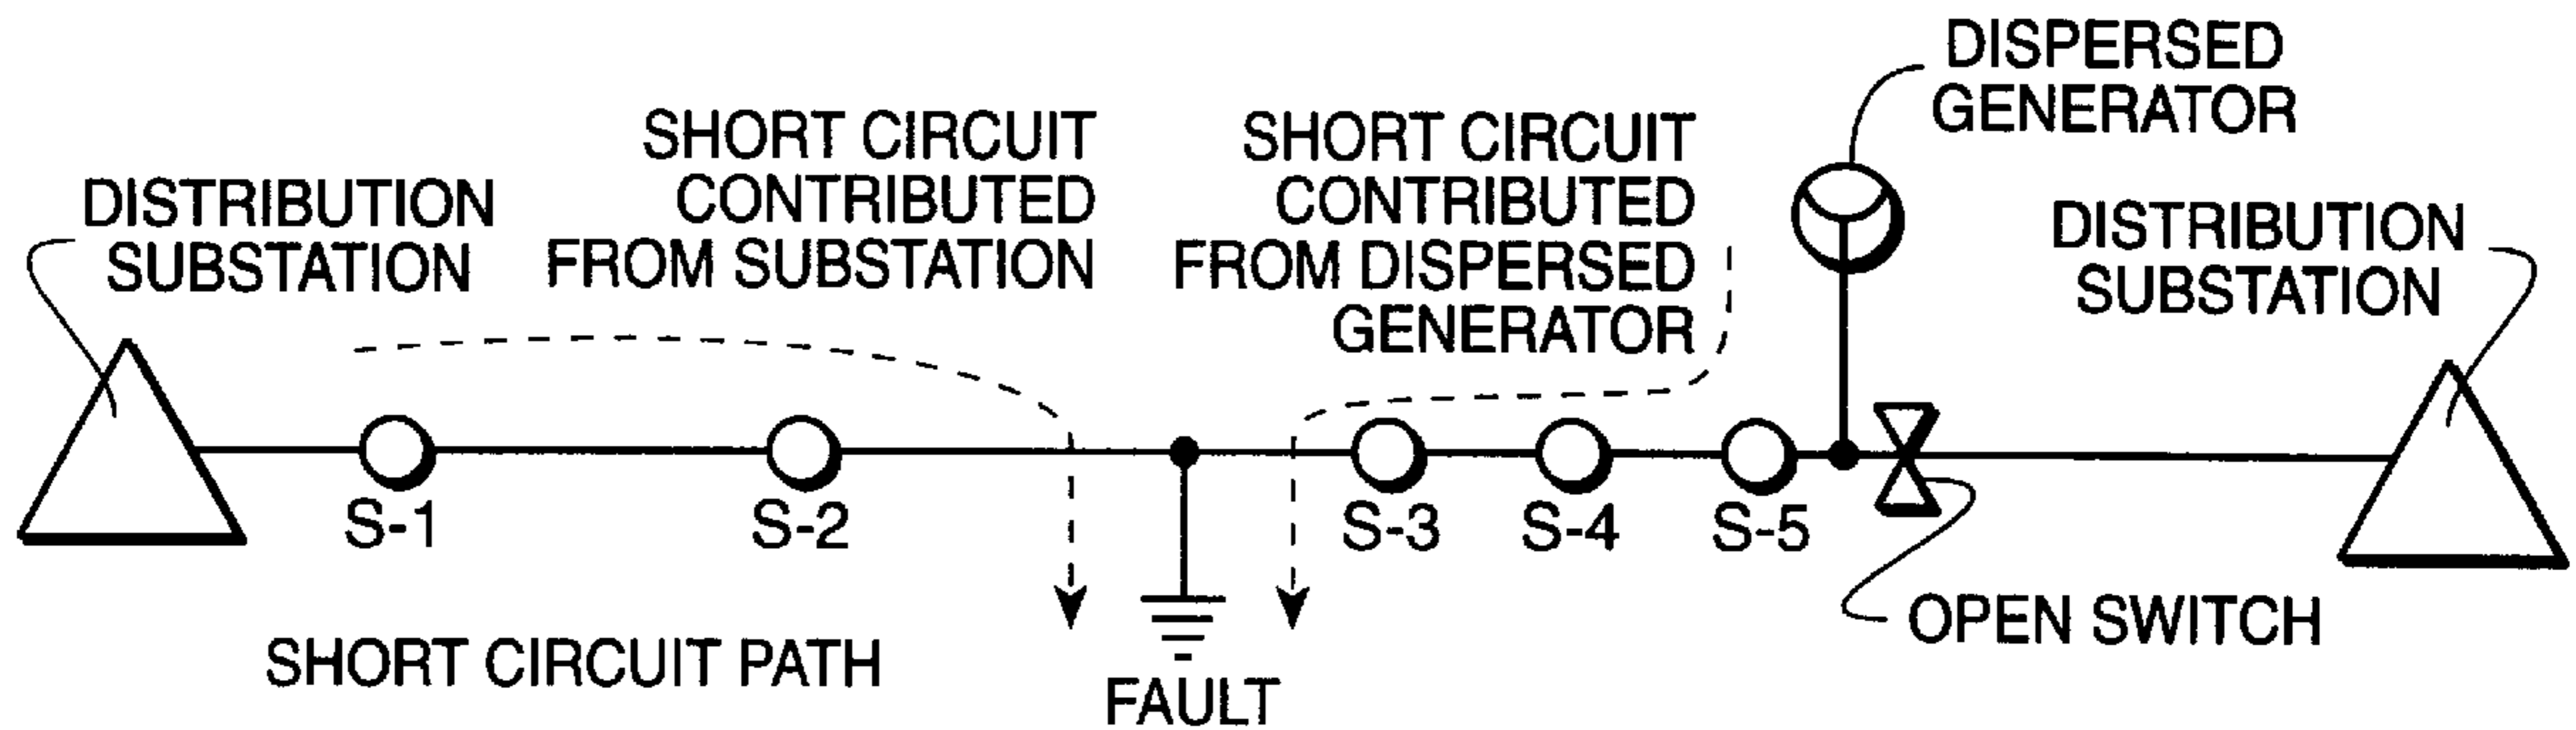 DISTRIBUTION
SUBSTATION
SHORT CIRCUIT
CONTRIBUTED
FROM SUBSTATION
SHORT CIRCUIT
CONTRIBUTED
FROM DISPERSED
GENERATOR
DISPERSED
GENERATOR
DISTRIBUTION
SUBSTATION
S-1
S-2
S-3
S-4
S-5
OPEN SWITCH
SHORT CIRCUIT PATH
FAULT